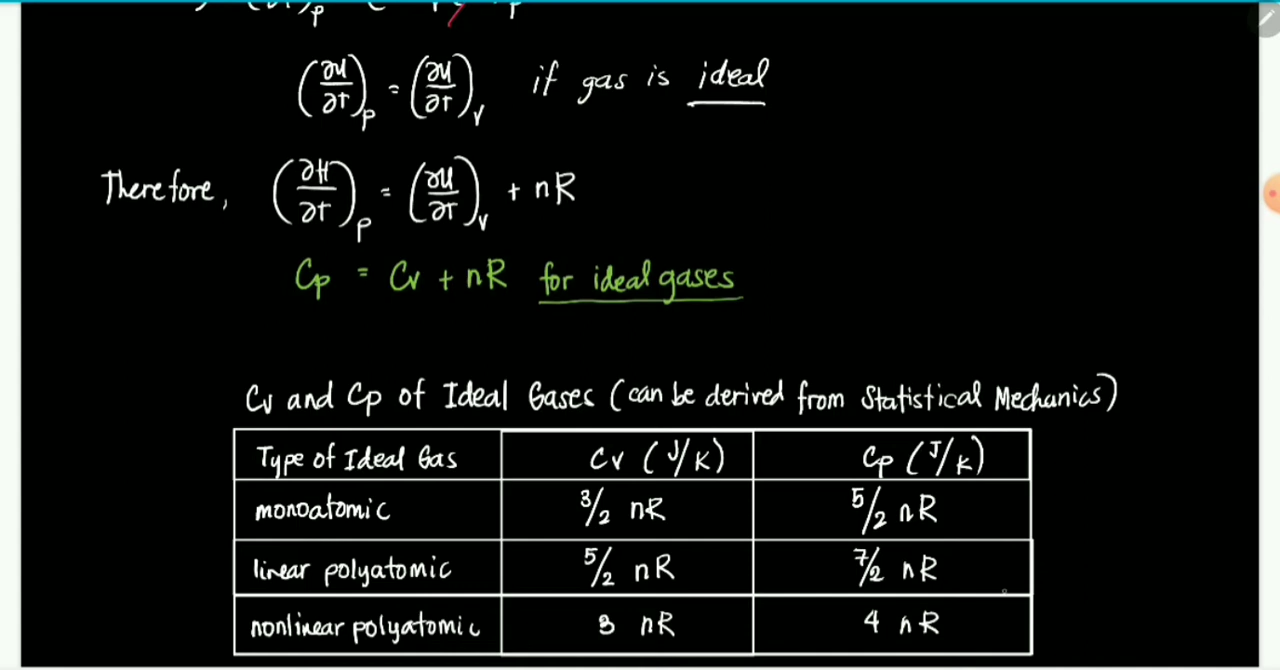 (∂U/∂T)p = (∂U/∂T)v if gas is ideal
Therefore, (∂H/∂T)p = (∂U/∂T)v + nR
Cp = Cv + nR for ideal gases
Cv and Cp of Ideal Gases (can be derived from Statistical Mechanics)
Type of Ideal Gas Cv (J/K) Cp (J/K)
monoatomic 3/2 nR 5/2 nR
linear polyatomic 5/2 nR 7/2 nR
nonlinear polyatomic 3 nR 4 nR